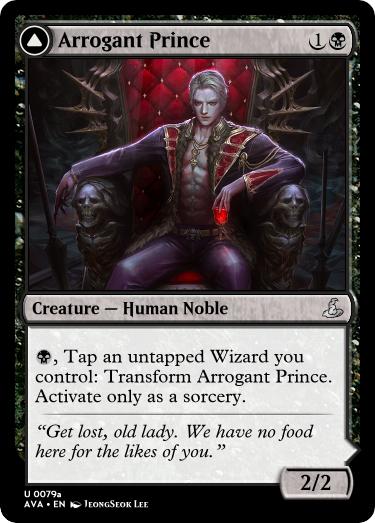 Arrogant Prince 1
Creature — Human Noble
, Tap an untapped Wizard you
control: Transform Arrogant Prince.
Activate only as a sorcery.
“Get lost, old lady. We have no food
here for the likes of you.”
2/2
U 0079a
AVA • EN JeongSeok Lee